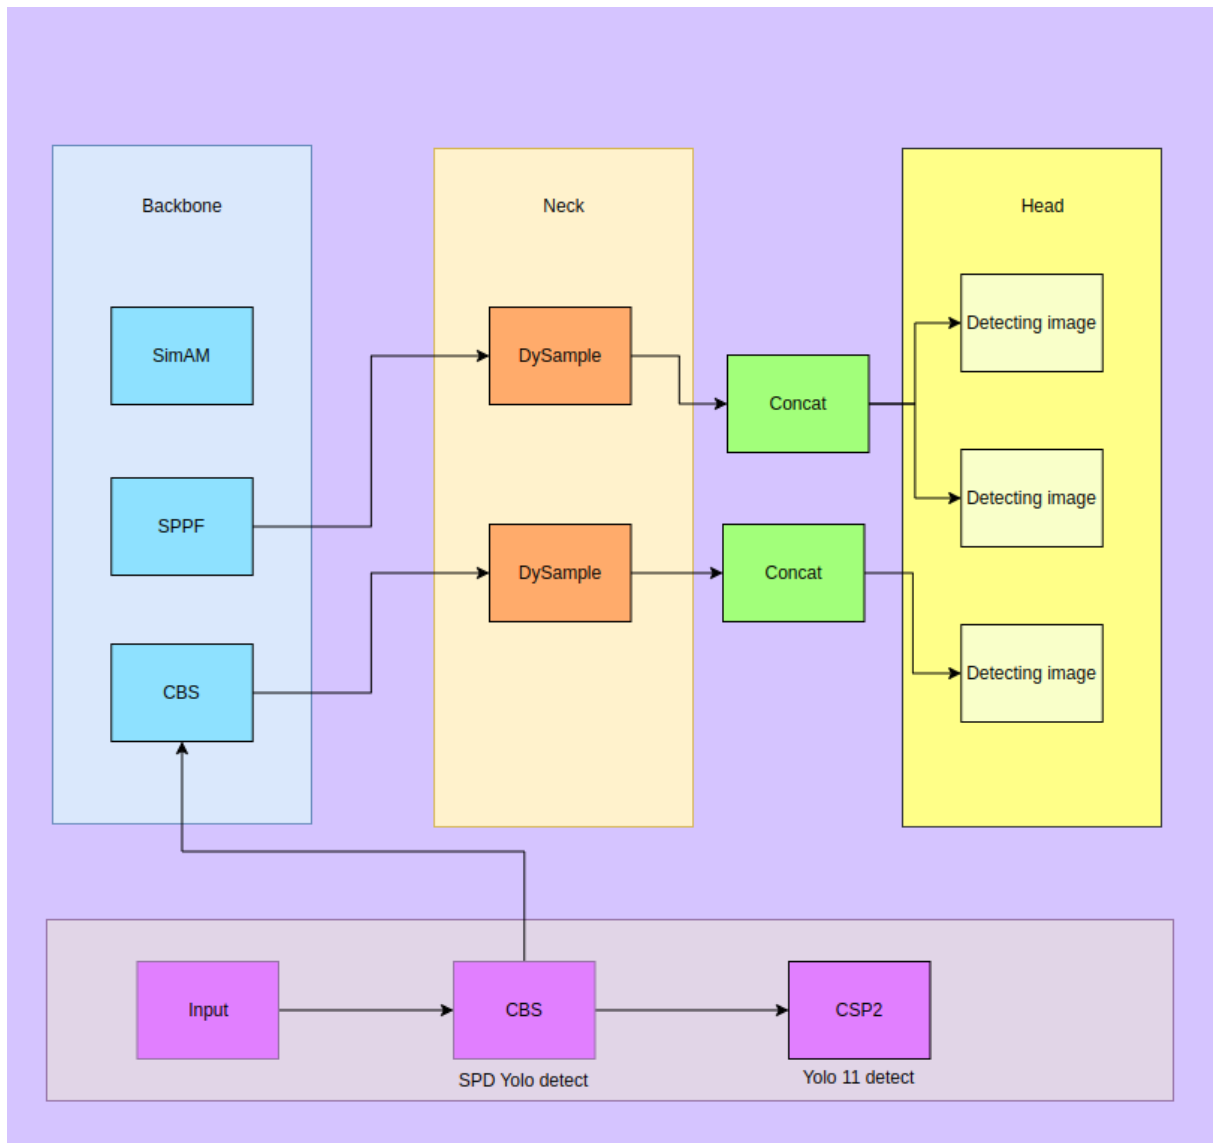 Backbone
Neck
Head
SimAM
DySample
Concat
Detecting image
SPPF
Detecting image
DySample
Concat
CBS
Detecting image
Input
CBS
CSP2
SPD Yolo detect
Yolo 11 detect